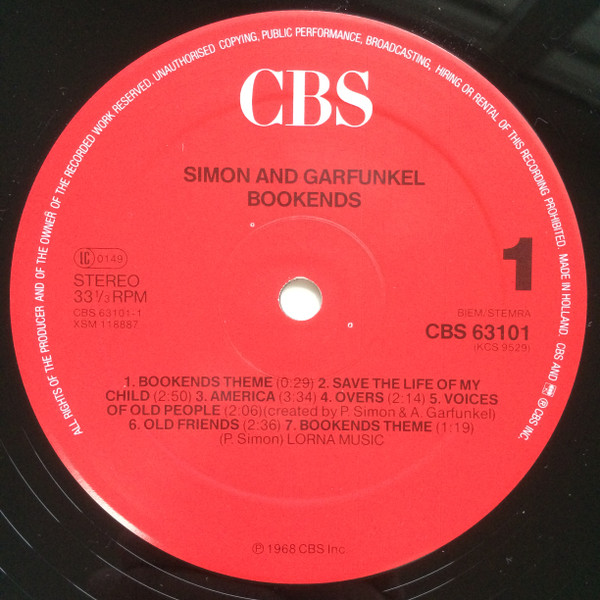 ALL RIGHTS OF THE PRODUCER AND OF THE OWNER OF THE RECORDED WORK RESERVED. UNAUTHORISED COPYING, PUBLIC PERFORMANCE, BROADCASTING, HIRING OR RENTAL OF THIS RECORDING PROHIBITED. MADE IN HOLLAND. CBS AND ℗ CBS INC.
CBS
SIMON AND GARFUNKEL
BOOKENDS
LC 0149
STEREO
33 1/3 RPM
CBS 63101-1
XSM 118887
1
BIEM/STEMRA
CBS 63101
(KCS 9529)
1. BOOKENDS THEME (0:29) 2. SAVE THE LIFE OF MY
CHILD (2:50) 3. AMERICA (3:34) 4. OVERS (2:14) 5. VOICES
OF OLD PEOPLE (2:06) (created by P. Simon & A. Garfunkel)
6. OLD FRIENDS (2:36) 7. BOOKENDS THEME (1:19)
(P. Simon) LORNA MUSIC
℗ 1968 CBS Inc.